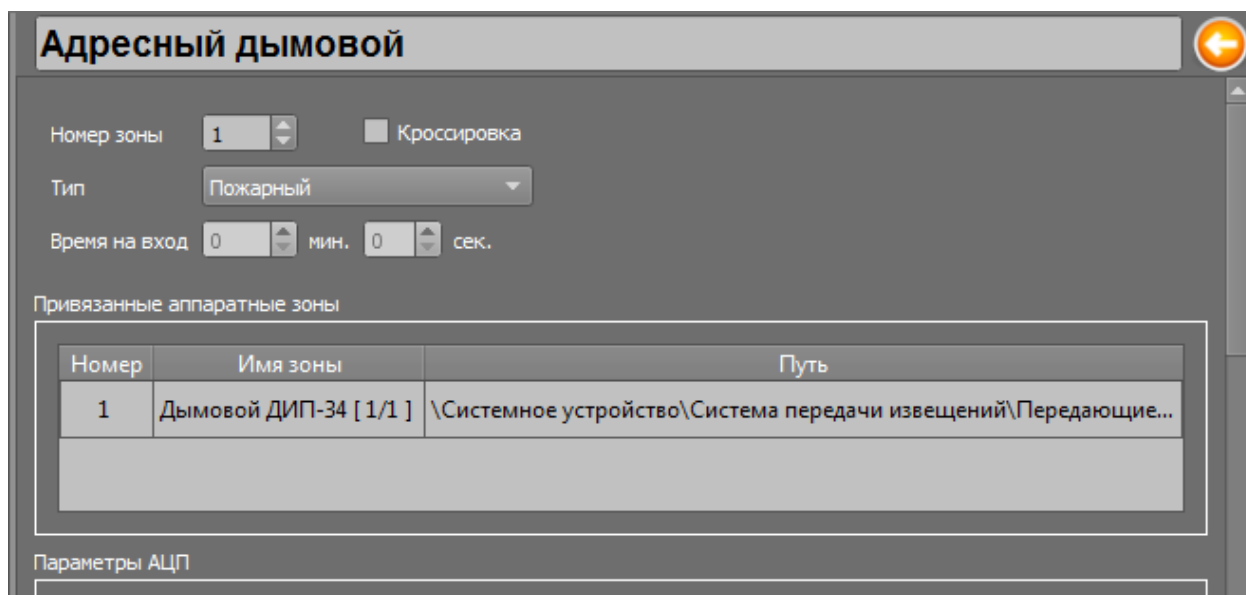 Адресный дымовой
Номер зоны 1 Кроссировка
Тип Пожарный
Время на вход 0 мин. 0 сек.
Привязанные аппаратные зоны
Номер Имя зоны Путь
1 Дымовой ДИП-34 [ 1/1 ] \Системное устройство\Система передачи извещений\Передающие...
Параметры АЦП